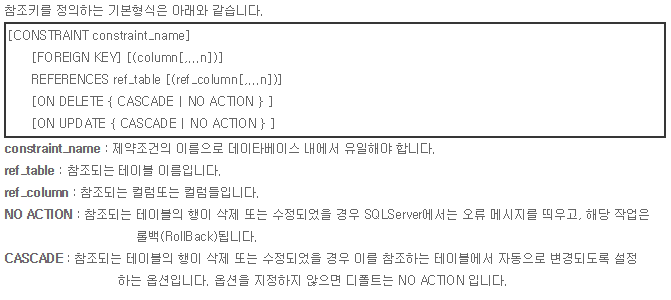 참조키를 정의하는 기본형식은 아래와 같습니다.
[CONSTRAINT constraint_name]
[FOREIGN KEY] [(column[,...,n])]
REFERENCES ref_table [(ref_column[,...,n])]
[ON DELETE { CASCADE | NO ACTION } ]
[ON UPDATE { CASCADE | NO ACTION } ]
constraint_name : 제약조건의 이름으로 데이타베이스 내에서 유일해야 합니다.
ref_table : 참조되는 테이블 이름입니다.
ref_column : 참조되는 컬럼또는 컬럼들입니다.
NO ACTION : 참조되는 테이블의 행이 삭제 또는 수정되었을 경우 SQLServer에서는 오류 메시지를 띄우고, 해당 작업은
롤백(RollBack)됩니다.
CASCADE : 참조되는 테이블의 행이 삭제 또는 수정되었을 경우 이를 참조하는 테이블에서 자동으로 변경되도록 설정
하는 옵션입니다. 옵션을 지정하지 않으면 디폴트는 NO ACTION 입니다.